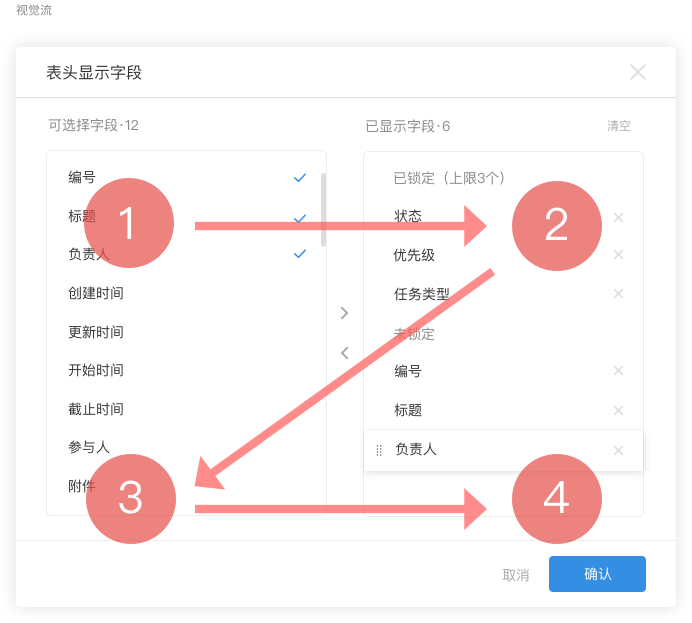 视觉流
表头显示字段
可选择字段·12
已显示字段·6
清空
编号
标题
负责人
创建时间
更新时间
开始时间
截止时间
参与人
附件
已锁定（上限3个）
状态
优先级
任务类型
未锁定
编号
标题
负责人
1
2
3
4
取消
确认